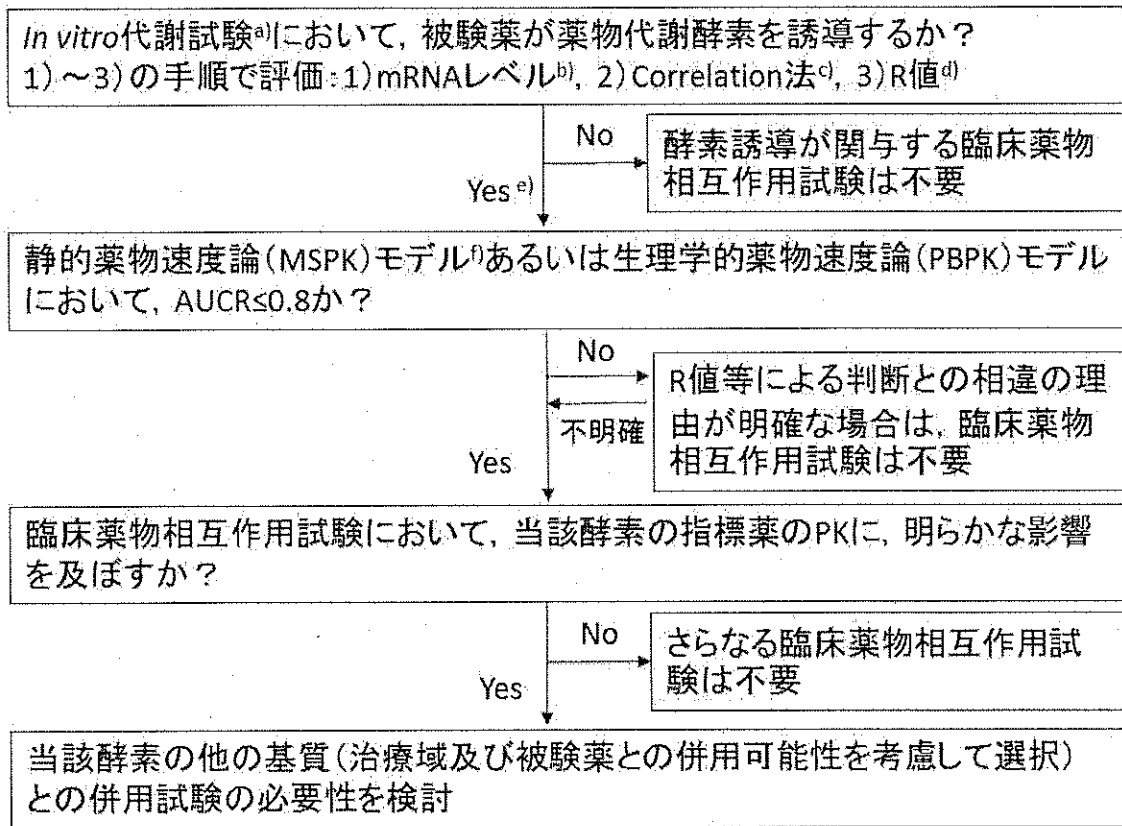 In vitro代謝試験a)において, 被験薬が薬物代謝酵素を誘導するか？
1)～3)の手順で評価:1)mRNAレベルb), 2)Correlation法c), 3)R値d)
No
酵素誘導が関与する臨床薬物
相互作用試験は不要
Yes e)
静的薬物速度論(MSPK)モデルf)あるいは生理学的薬物速度論(PBPK)モデル
において, AUCR≤0.8か？
No
R値等による判断との相違の理
由が明確な場合は, 臨床薬物
相互作用試験は不要
不明確
Yes
臨床薬物相互作用試験において, 当該酵素の指標薬のPKに, 明らかな影響
を及ぼすか？
No
さらなる臨床薬物相互作用試
験は不要
Yes
当該酵素の他の基質(治療域及び被験薬との併用可能性を考慮して選択)
との併用試験の必要性を検討